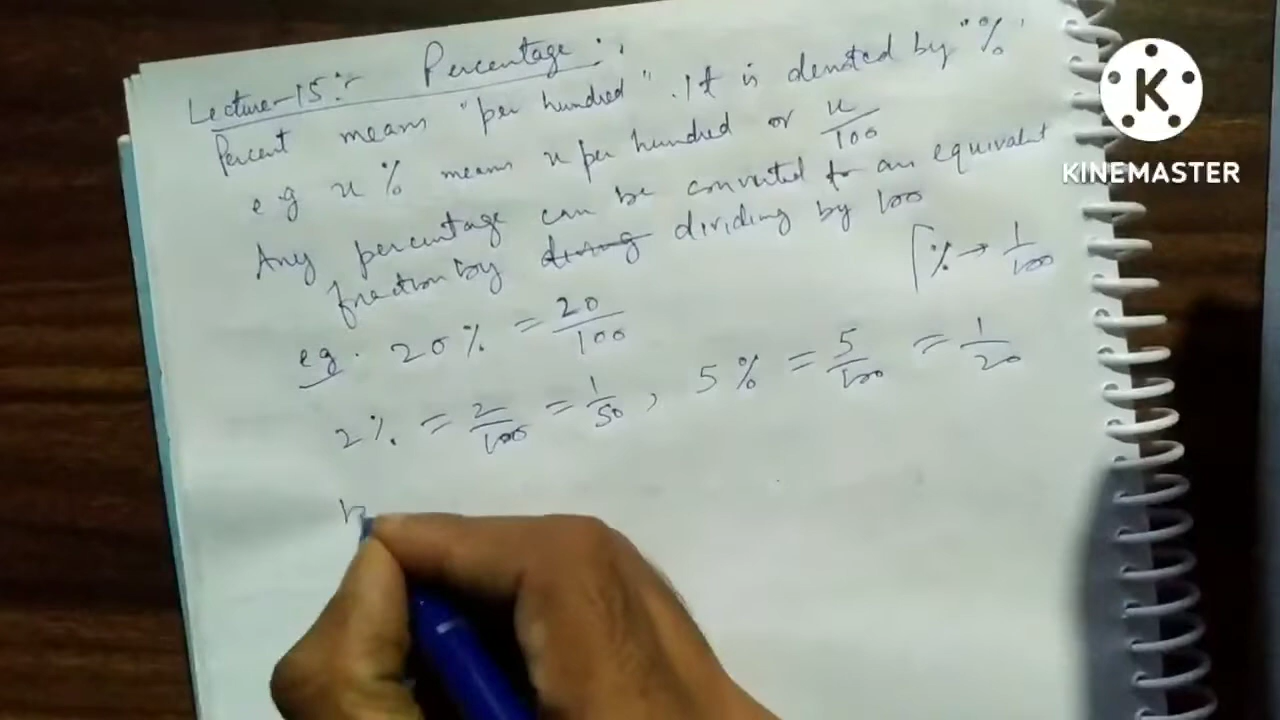 Lecture-15:- Percentage:.
Percent means "per hundred". It is denoted by "%"
eg x % means x per hundred or x/100
Any percentage can be converted to an equivalent
fraction by dividing by 100
[% → 1/100
eg. 20% = 20/100
2% = 2/100 = 1/50, 5% = 5/100 = 1/20
K
KINEMASTER